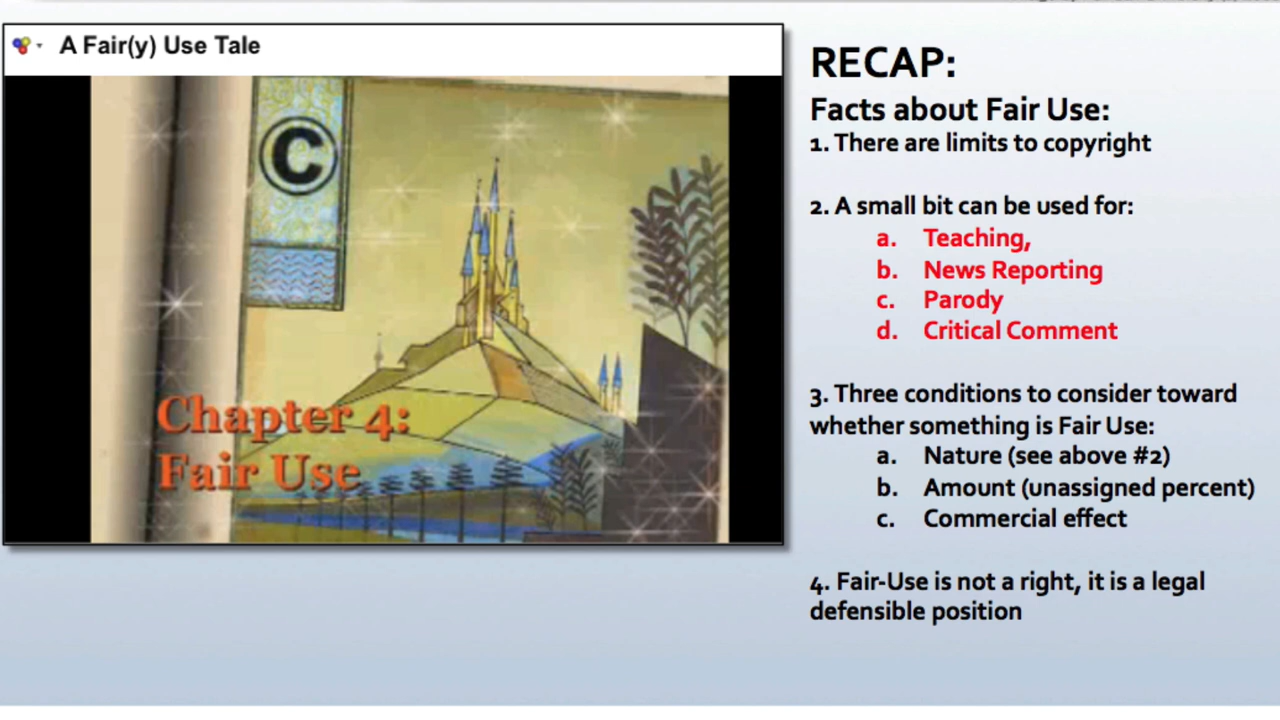 A Fair(y) Use Tale
C
Chapter 4:
Fair Use
RECAP:
Facts about Fair Use:
1. There are limits to copyright
2. A small bit can be used for:
a. Teaching,
b. News Reporting
c. Parody
d. Critical Comment
3. Three conditions to consider toward
whether something is Fair Use:
a. Nature (see above #2)
b. Amount (unassigned percent)
c. Commercial effect
4. Fair-Use is not a right, it is a legal
defensible position